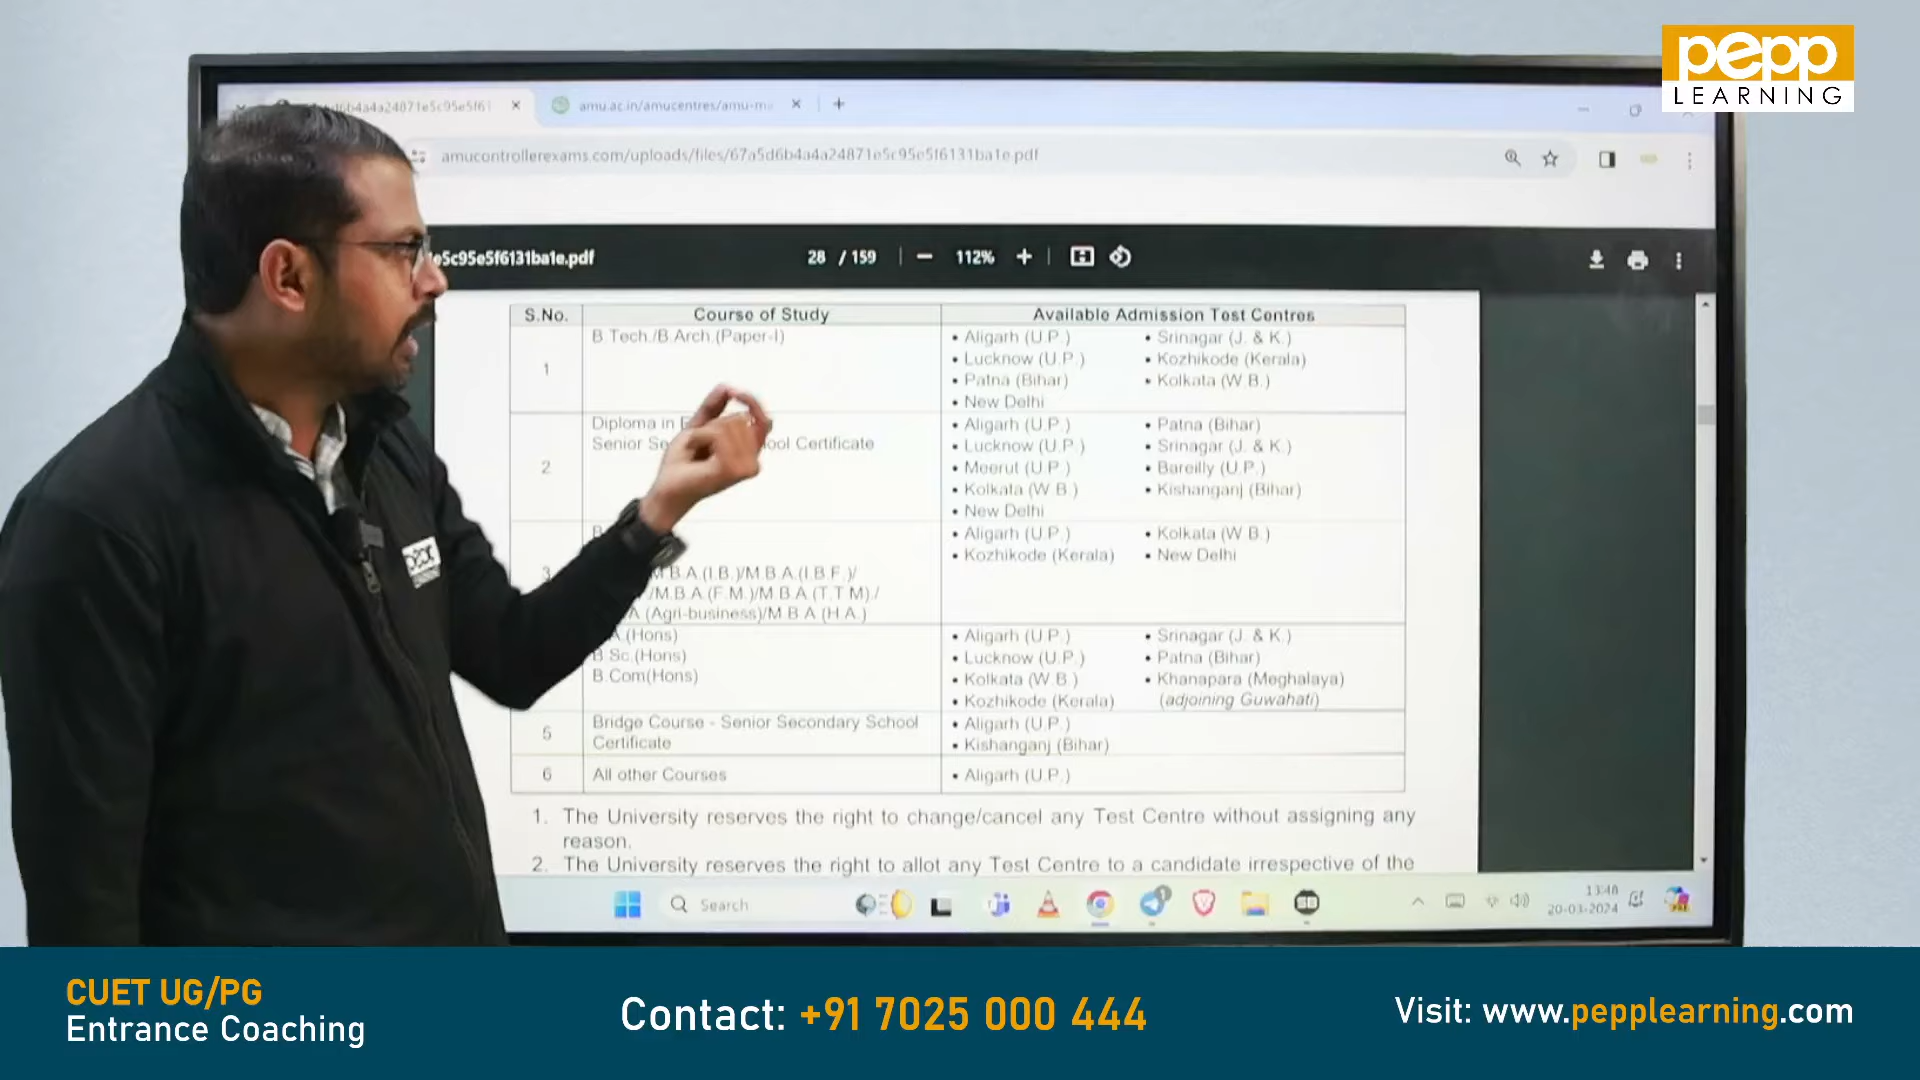 pepp
LEARNING
d6b4a4a24871e5c95e5f61
amu.ac.in/amucentres/amu-ma
amucontrollerexams.com/uploads/files/67a5d6b4a4a24871e5c95e5f6131ba1e.pdf
e5c95e5f6131ba1e.pdf
28 / 159
112%
S.No.
Course of Study
Available Admission Test Centres
1
B.Tech./B.Arch.(Paper-I)
• Aligarh (U.P.)
• Lucknow (U.P.)
• Patna (Bihar)
• New Delhi
• Srinagar (J. & K.)
• Kozhikode (Kerala)
• Kolkata (W.B.)
2
Diploma in
Senior Se ool Certificate
• Aligarh (U.P.)
• Lucknow (U.P.)
• Meerut (U.P.)
• Kolkata (W.B.)
• New Delhi
• Patna (Bihar)
• Srinagar (J. & K.)
• Bareilly (U.P.)
• Kishanganj (Bihar)
3
M.B.A.(I.B.)/M.B.A.(I.B.F.)/
/M.B.A.(F.M.)/M.B.A.(T.T.M)./
A (Agri-business)/M.B.A.(H.A.)
• Aligarh (U.P.)
• Kozhikode (Kerala)
• Kolkata (W.B.)
• New Delhi
A.(Hons)
B.Sc.(Hons)
B.Com(Hons)
• Aligarh (U.P.)
• Lucknow (U.P.)
• Kolkata (W.B.)
• Kozhikode (Kerala)
• Srinagar (J. & K.)
• Patna (Bihar)
• Khanapara (Meghalaya)
(adjoining Guwahati)
5
Bridge Course - Senior Secondary School
Certificate
• Aligarh (U.P.)
• Kishanganj (Bihar)
6
All other Courses
• Aligarh (U.P.)
1. The University reserves the right to change/cancel any Test Centre without assigning any
reason.
2. The University reserves the right to allot any Test Centre to a candidate irrespective of the
Search
13:48
20-03-2024
CUET UG/PG
Entrance Coaching
Contact: +91 7025 000 444
Visit: www.pepplearning.com